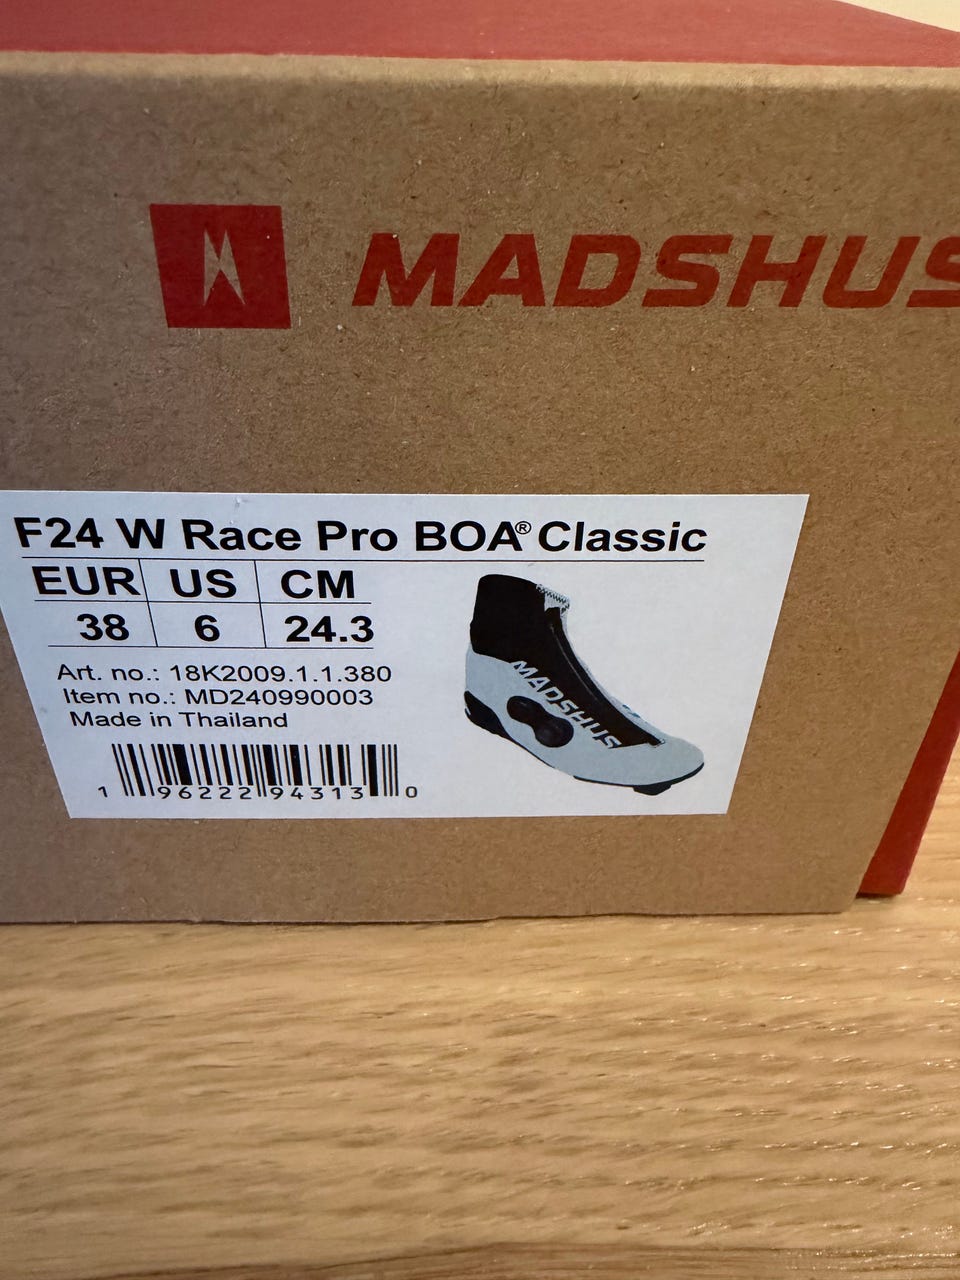 MADSHUS
F24 W Race Pro BOA® Classic
EUR US CM
38 6 24.3
Art. no.: 18K2009.1.1.380
Item no.: MD240990003
Made in Thailand
1 96222 94313 0
MADSHUS